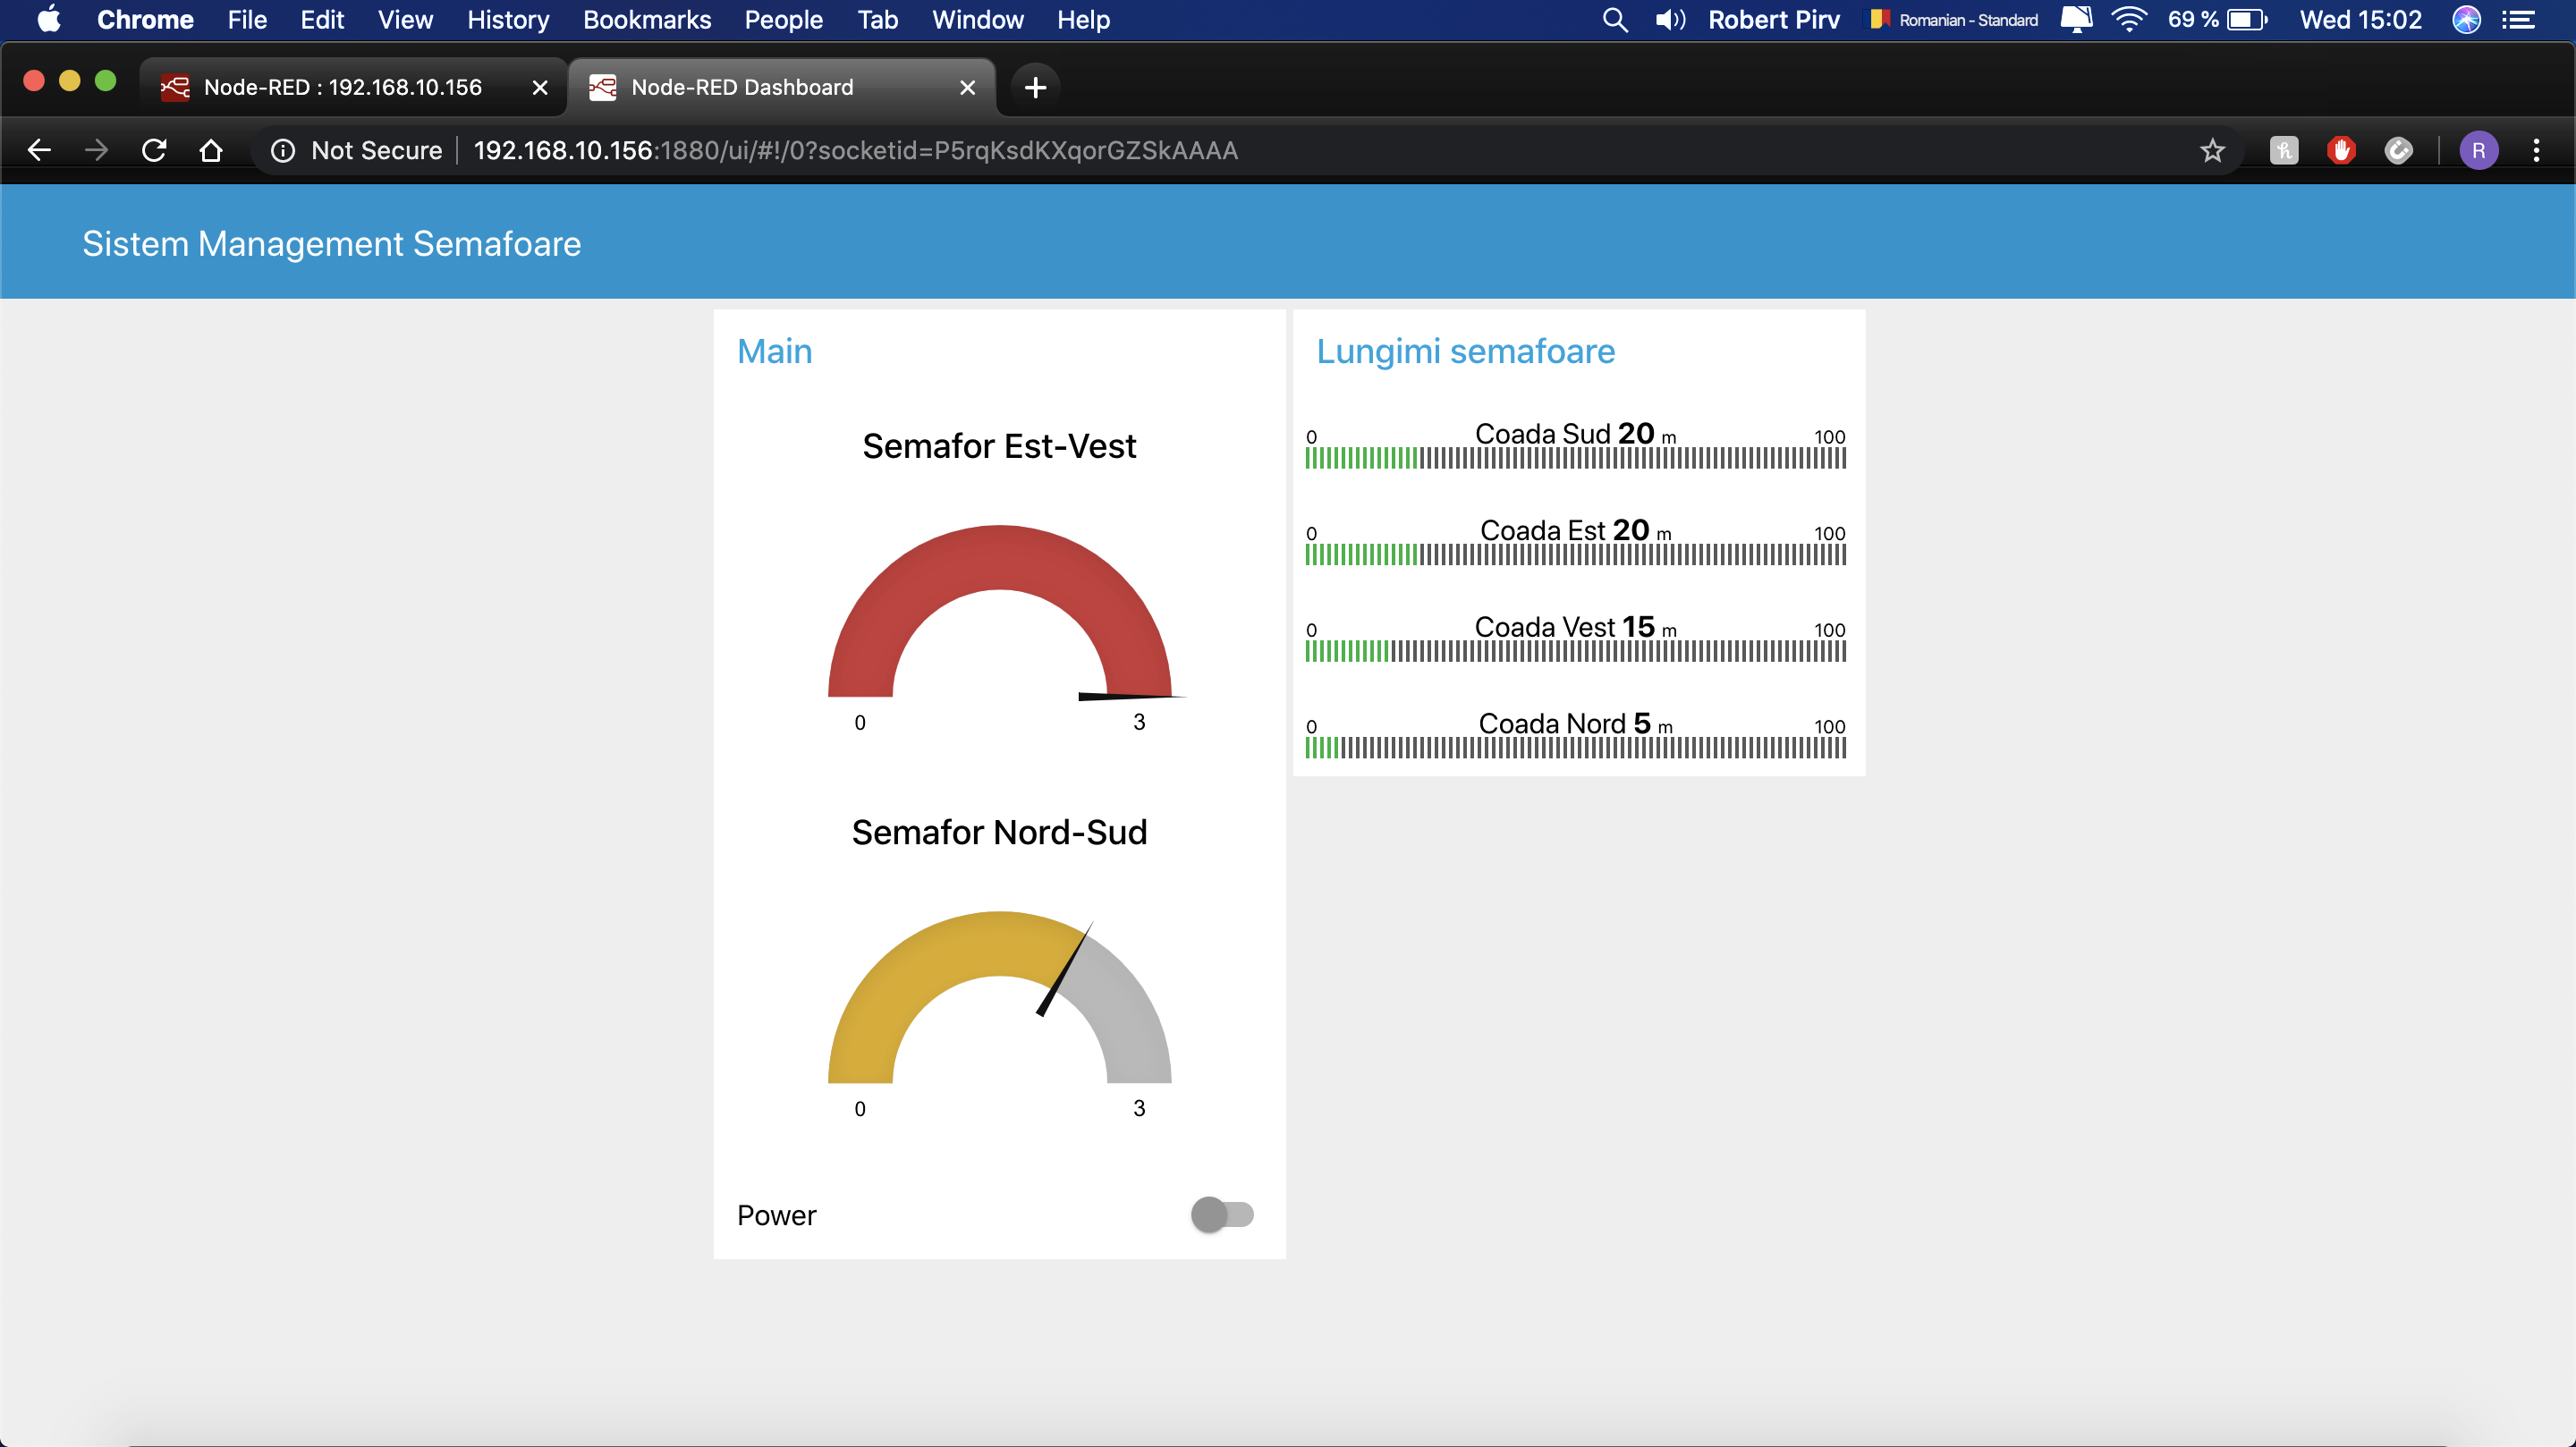 Chrome File Edit View History Bookmarks People Tab Window Help Robert Pirv Romanian - Standard 69 % Wed 15:02
Node-RED : 192.168.10.156 Node-RED Dashboard
Not Secure 192.168.10.156:1880/ui/#!/0?socketid=P5rqKsdKXqorGZSkAAAA R
Sistem Management Semafoare
Main
Semafor Est-Vest
0 3
Semafor Nord-Sud
0 3
Power
Lungimi semafoare
0 Coada Sud 20 m 100
0 Coada Est 20 m 100
0 Coada Vest 15 m 100
0 Coada Nord 5 m 100